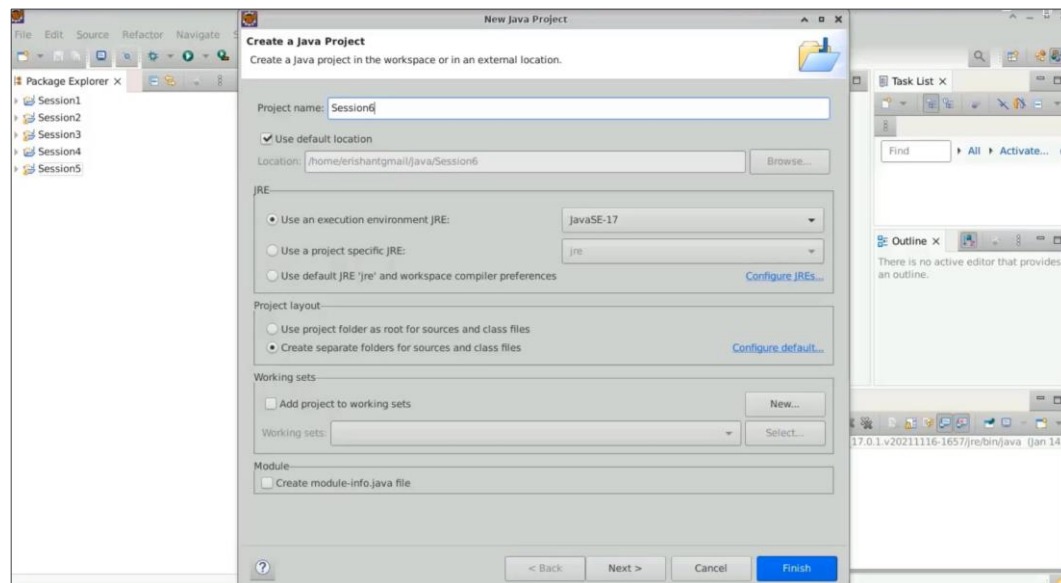 New Java Project
File Edit Source Refactor Navigate
Create a Java Project
Create a Java project in the workspace or in an external location.
Package Explorer
Session1
Session2
Session3
Session4
Session5
Project name: Session6
Use default location
Location: /home/erishantgmail/Java/Session6 Browse...
JRE
Use an execution environment JRE: JavaSE-17
Use a project specific JRE: jre
Use default JRE 'jre' and workspace compiler preferences Configure JREs...
Project layout
Use project folder as root for sources and class files
Create separate folders for sources and class files Configure default...
Working sets
Add project to working sets New...
Working sets: Select...
Module
Create module-info.java file
? < Back Next > Cancel Finish
Task List
Find All Activate...
Outline
There is no active editor that provides
an outline.
17.0.1.v20211116-1657/jre/bin/java (Jan 14